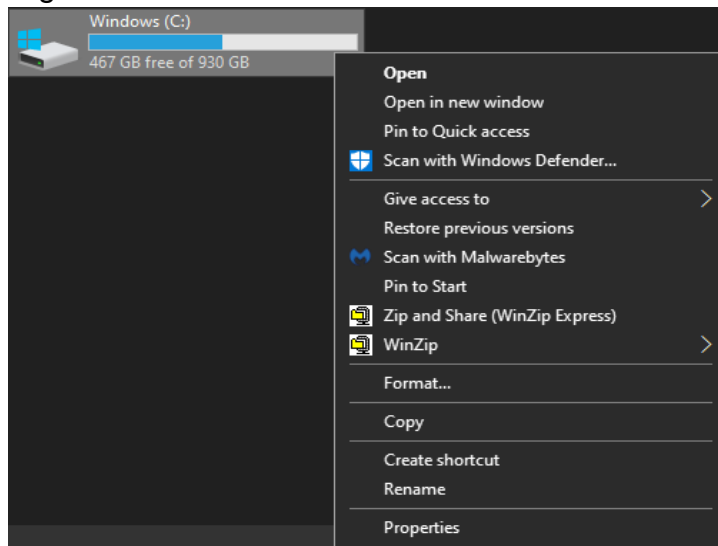 Windows (C:)
467 GB free of 930 GB
Open
Open in new window
Pin to Quick access
Scan with Windows Defender...
Give access to
Restore previous versions
Scan with Malwarebytes
Pin to Start
Zip and Share (WinZip Express)
WinZip
Format...
Copy
Create shortcut
Rename
Properties